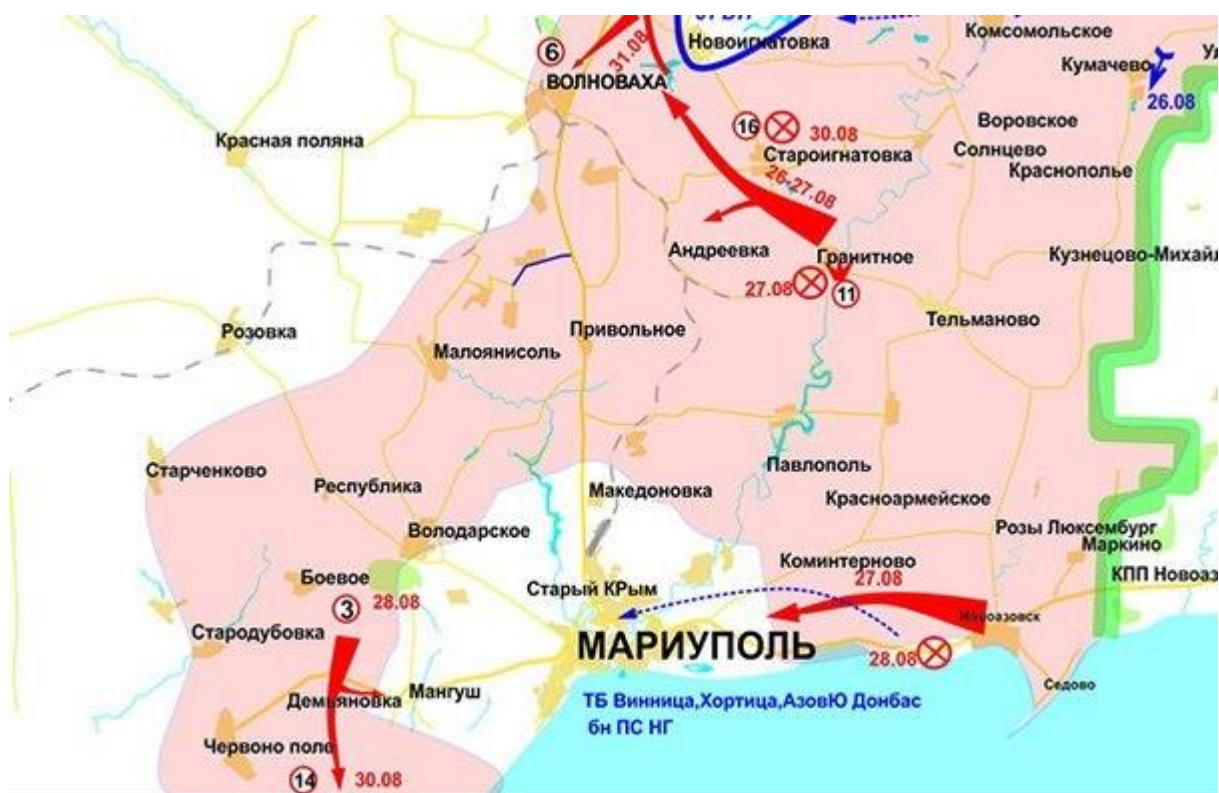 Новоигнатовка
Комсомольское
Кумачево
6
31.08
ВОЛНОВАХА
26.08
Красная поляна
16
30.08
Воровское
Староигнатовка
Солнцево
Краснополье
26-27.08
Андреевка
Гранитное
Кузнецово-Михайл
27.08
11
Розовка
Привольное
Тельманово
Малоянисоль
Старченково
Павлополь
Республика
Македоновка
Красноармейское
Володарское
Розы Люксембург
Маркино
Коминтерново
КПП Новоаз
Боевое
27.08
3
28.08
Старый КРым
Новоазовск
Стародубовка
МАРИУПОЛЬ
28.08
Седово
Демьяновка
Мангуш
ТБ Винница,Хортица,АзовЮ Донбас
бн ПС НГ
Червоно поле
14
30.08